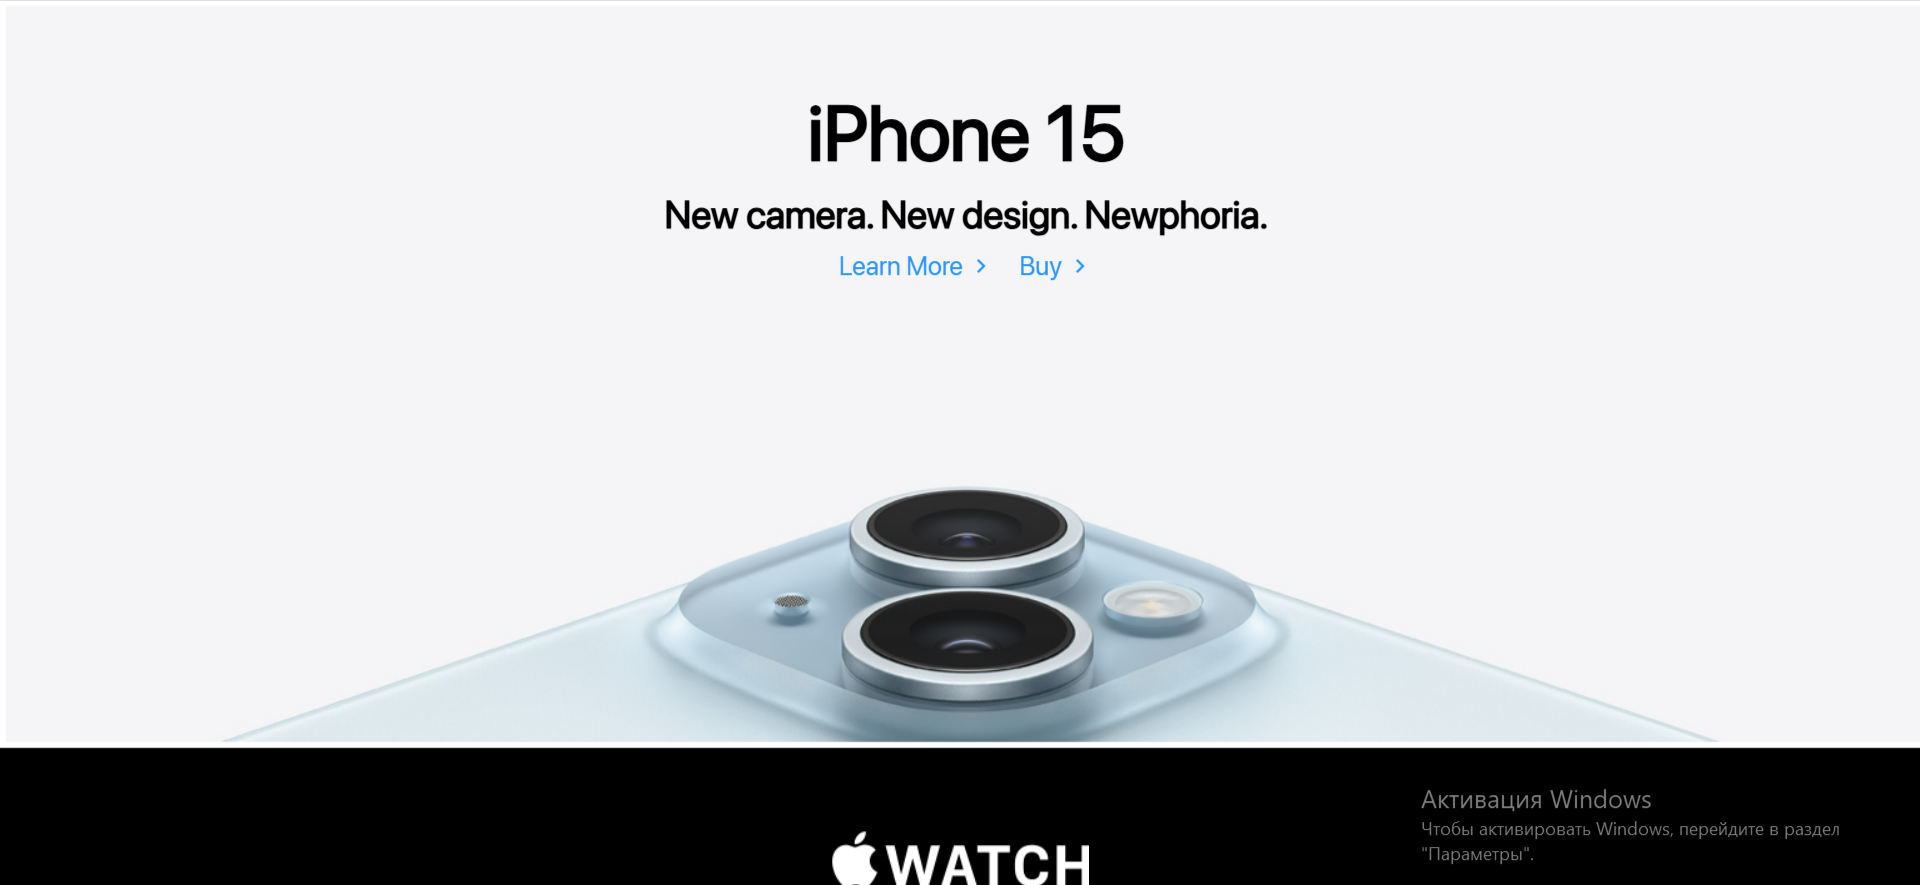 iPhone 15
New camera. New design. Newphoria.
Learn More > Buy >
Активация Windows
Чтобы активировать Windows, перейдите в раздел
"Параметры".
WATCH